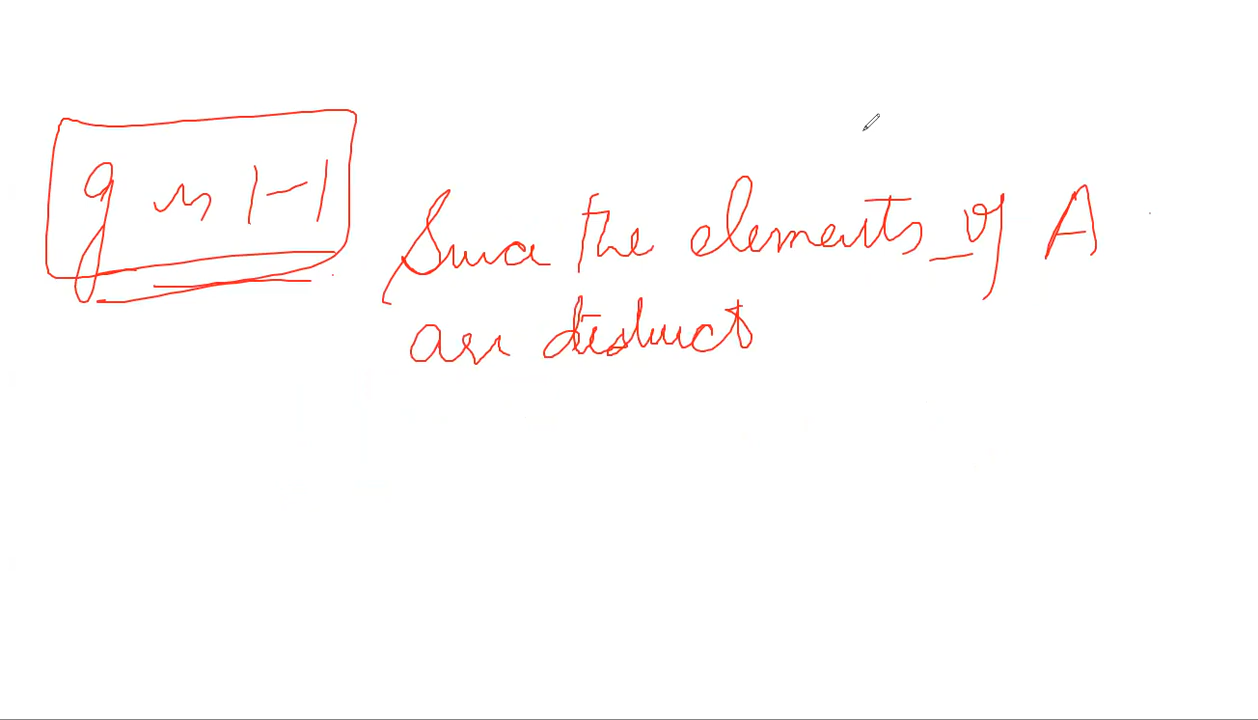 g is 1-1
Since the elements of A
are distinct